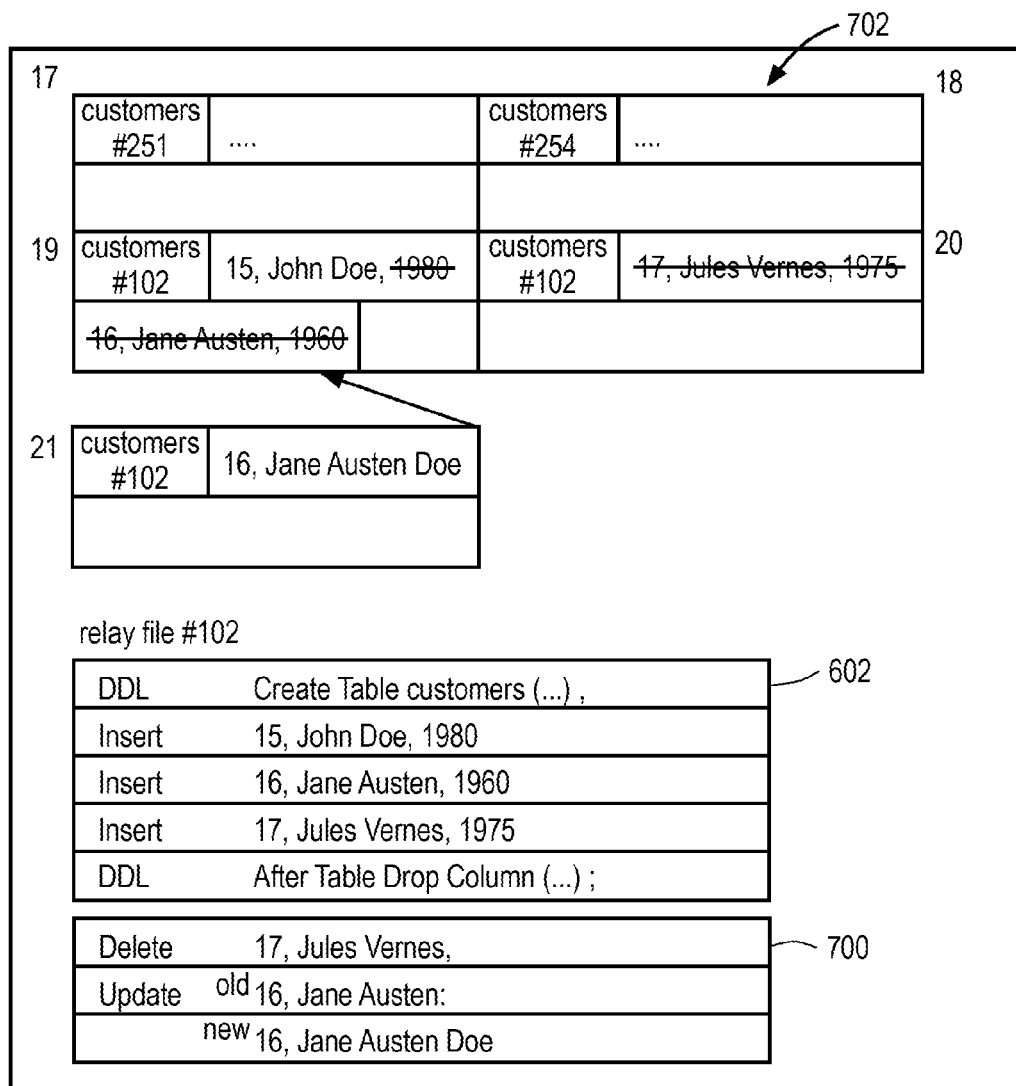 702
17
18
customers #251
....
customers #254
....
19
20
customers #102
15, John Doe, 1980
customers #102
17, Jules Vernes, 1975
16, Jane Austen, 1960
21
customers #102
16, Jane Austen Doe
relay file #102
602
DDL Create Table customers (...) ,
Insert 15, John Doe, 1980
Insert 16, Jane Austen, 1960
Insert 17, Jules Vernes, 1975
DDL After Table Drop Column (...) ;
700
Delete 17, Jules Vernes,
Update old 16, Jane Austen:
new 16, Jane Austen Doe